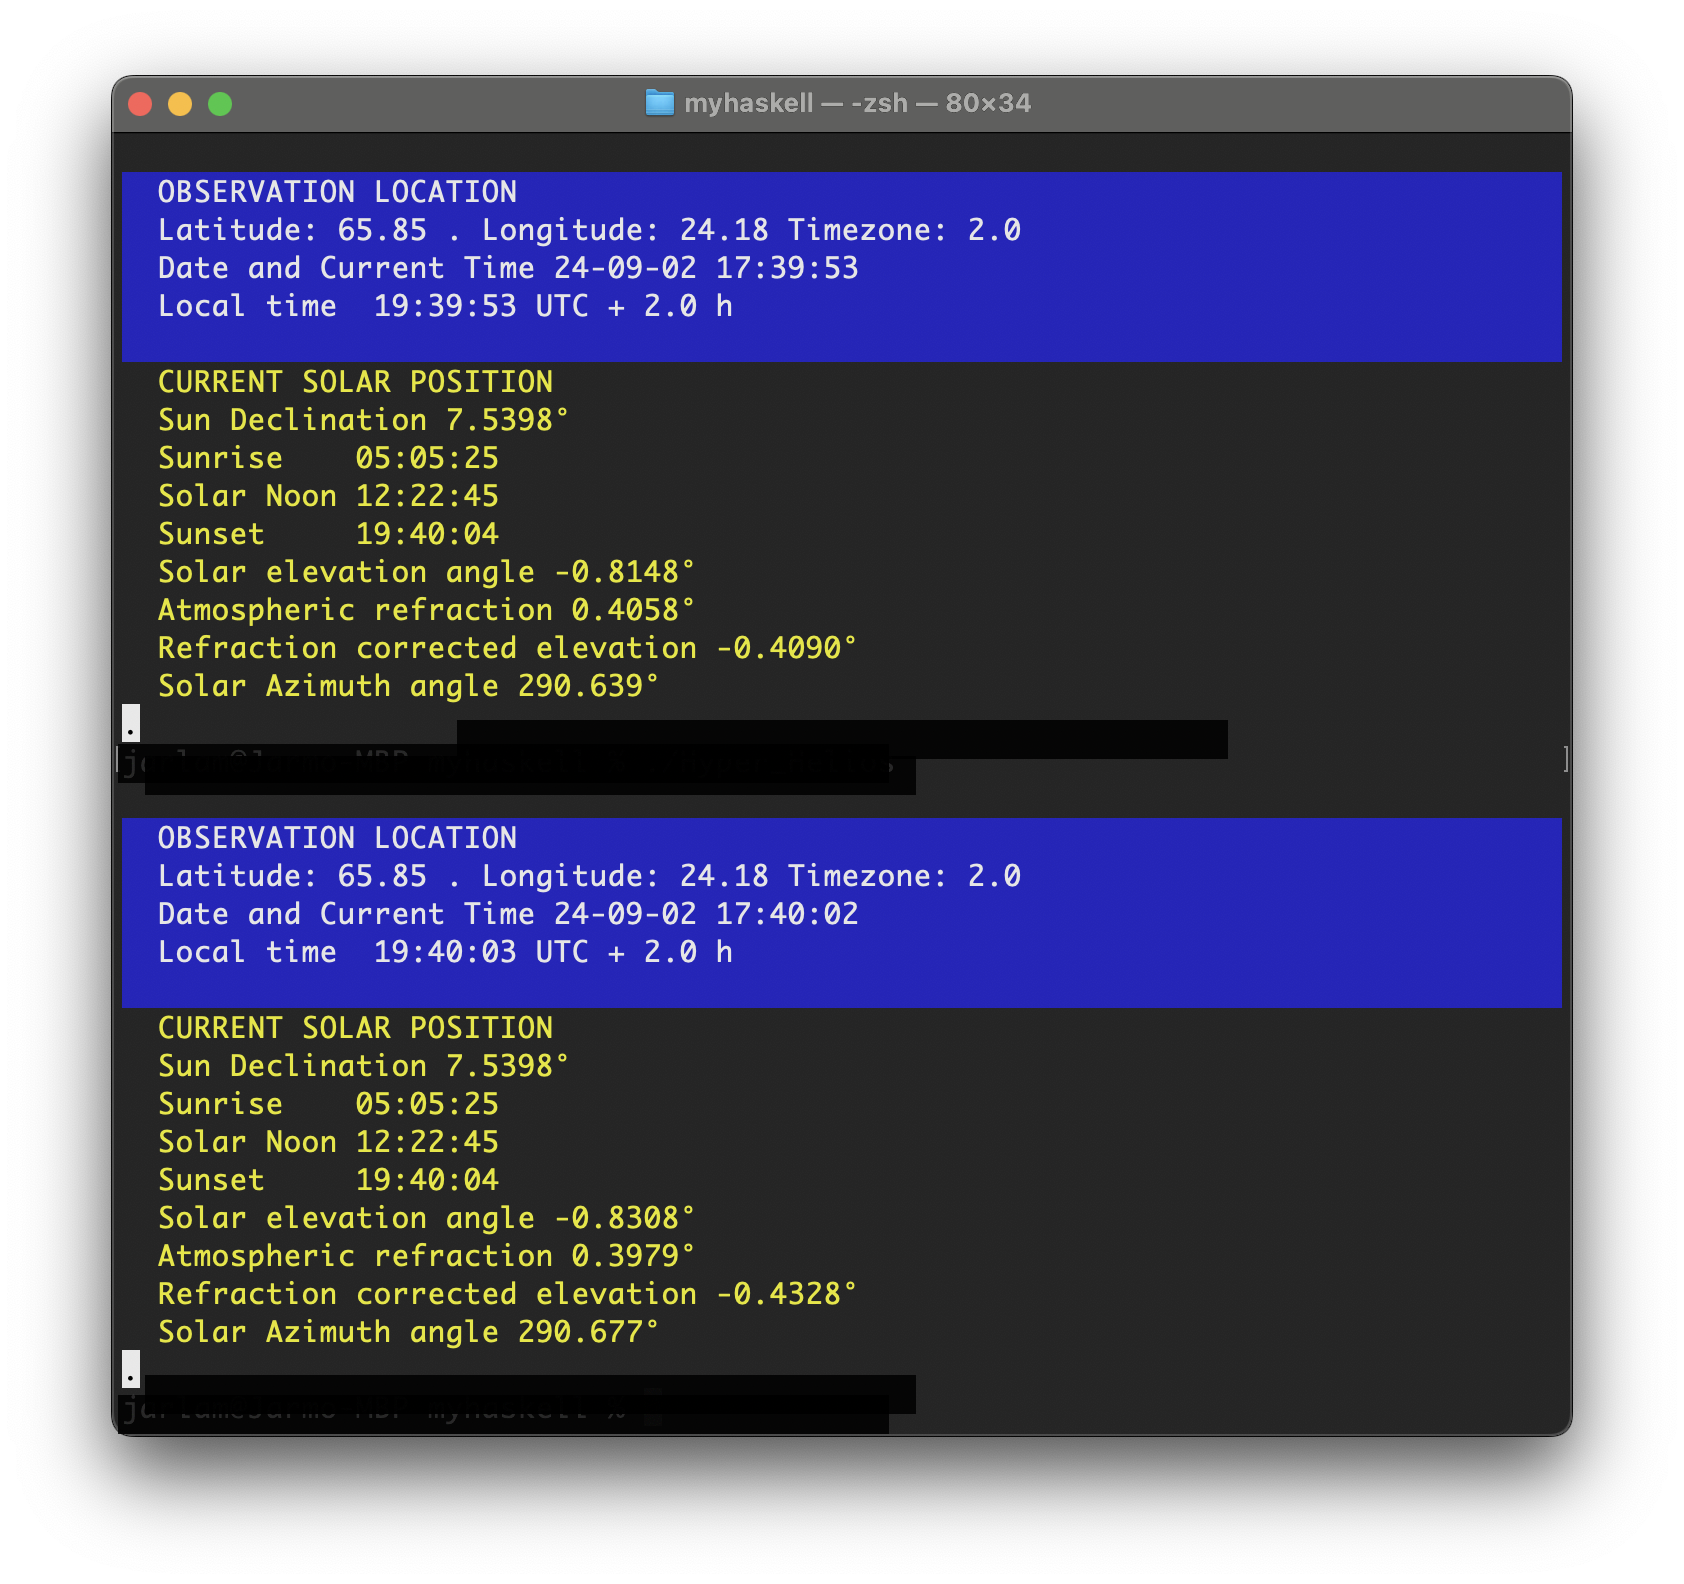 myhaskell — -zsh — 80×34
OBSERVATION LOCATION
Latitude: 65.85 . Longitude: 24.18 Timezone: 2.0
Date and Current Time 24-09-02 17:39:53
Local time  19:39:53 UTC + 2.0 h
CURRENT SOLAR POSITION
Sun Declination 7.5398°
Sunrise    05:05:25
Solar Noon 12:22:45
Sunset     19:40:04
Solar elevation angle -0.8148°
Atmospheric refraction 0.4058°
Refraction corrected elevation -0.4090°
Solar Azimuth angle 290.639°
.
OBSERVATION LOCATION
Latitude: 65.85 . Longitude: 24.18 Timezone: 2.0
Date and Current Time 24-09-02 17:40:02
Local time  19:40:03 UTC + 2.0 h
CURRENT SOLAR POSITION
Sun Declination 7.5398°
Sunrise    05:05:25
Solar Noon 12:22:45
Sunset     19:40:04
Solar elevation angle -0.8308°
Atmospheric refraction 0.3979°
Refraction corrected elevation -0.4328°
Solar Azimuth angle 290.677°
.